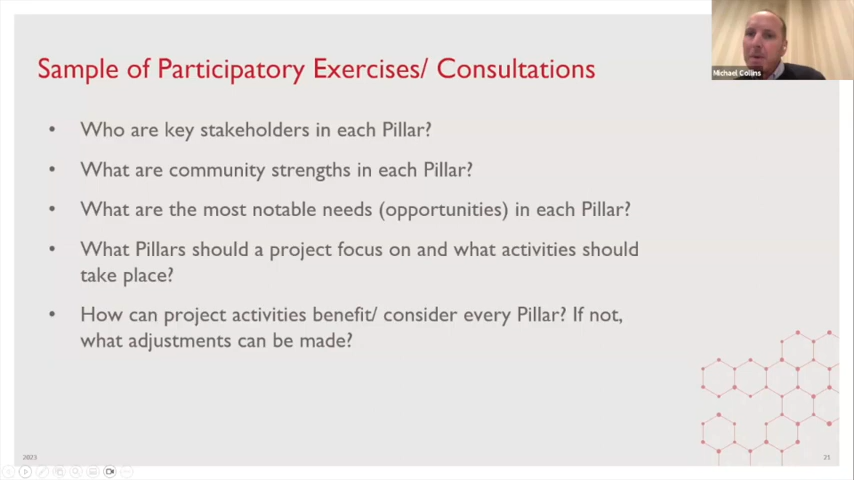 Sample of Participatory Exercises/ Consultations
Michael Collins
• Who are key stakeholders in each Pillar?
• What are community strengths in each Pillar?
• What are the most notable needs (opportunities) in each Pillar?
• What Pillars should a project focus on and what activities should
take place?
• How can project activities benefit/ consider every Pillar? If not,
what adjustments can be made?
2023
21